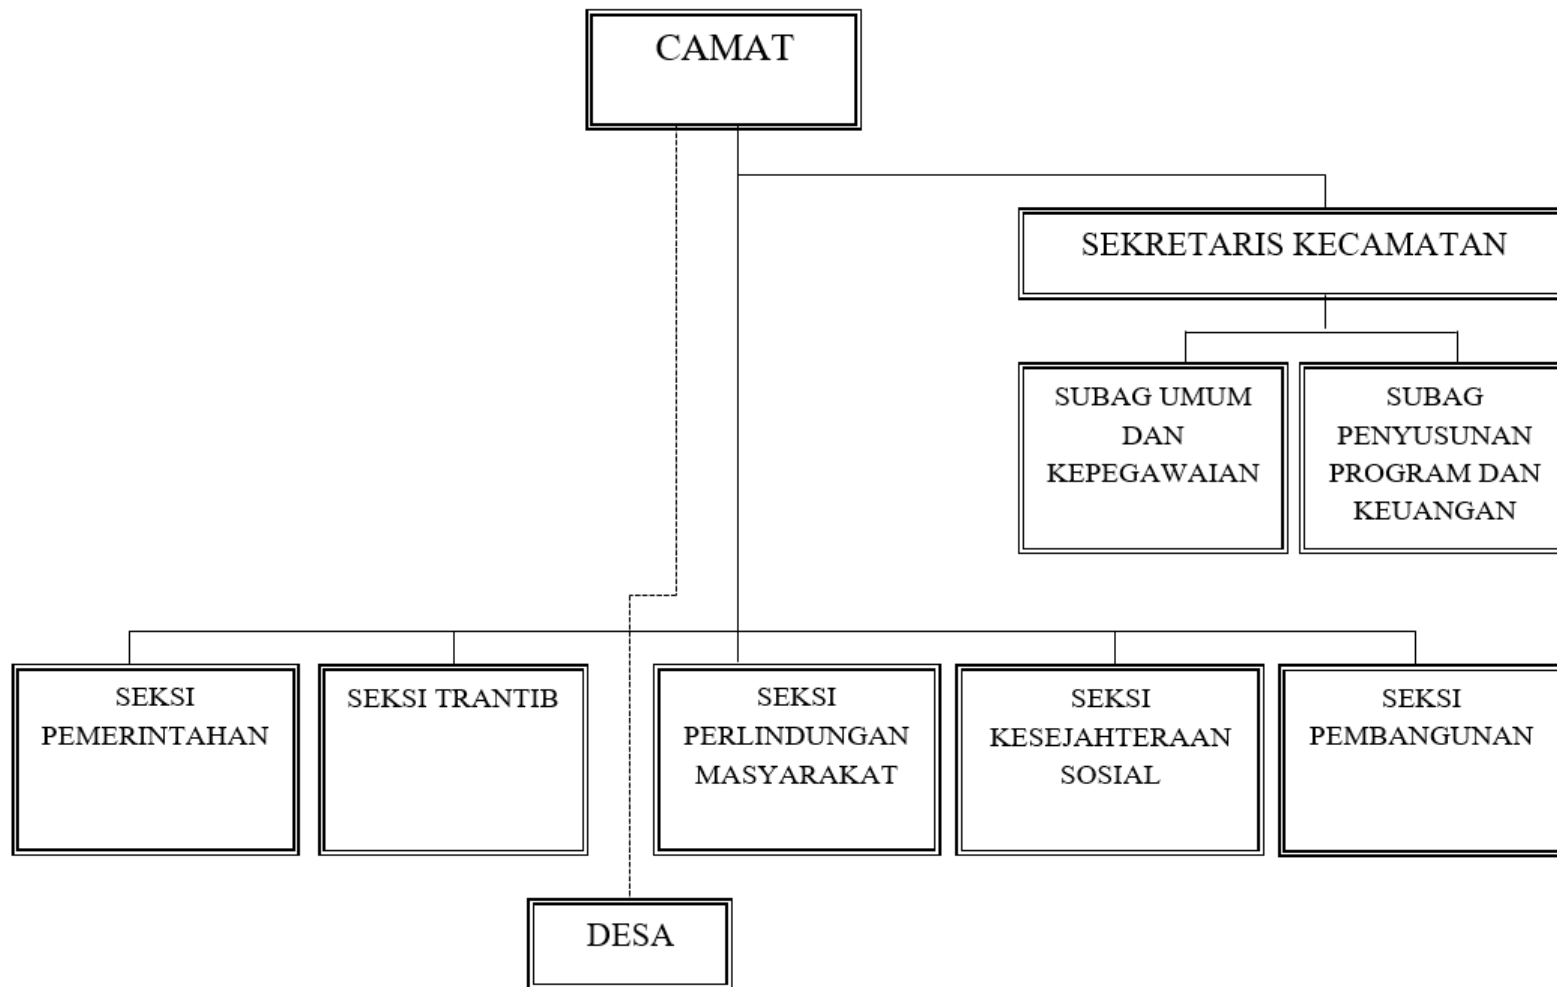 CAMAT
SEKRETARIS KECAMATAN
SUBAG UMUM
DAN
KEPEGAWAIAN
SUBAG
PENYUSUNAN
PROGRAM DAN
KEUANGAN
SEKSI
PEMERINTAHAN
SEKSI TRANTIB
SEKSI
PERLINDUNGAN
MASYARAKAT
SEKSI
KESEJAHTERAAN
SOSIAL
SEKSI
PEMBANGUNAN
DESA